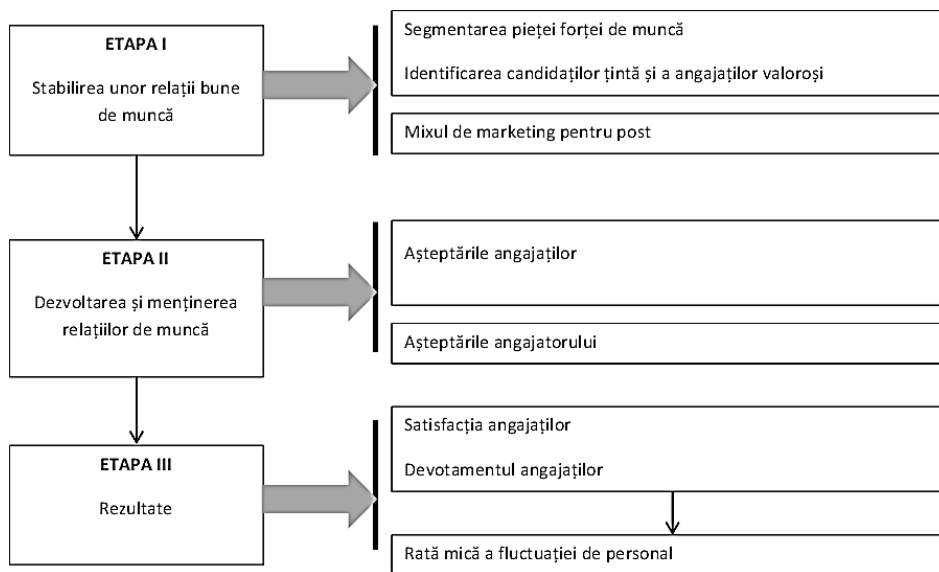 ETAPA I
Stabilirea unor relații bune
de muncă
Segmentarea pieței forței de muncă
Identificarea candidaților țintă și a angajaților valoroși
Mixul de marketing pentru post
ETAPA II
Dezvoltarea și menținerea
relațiilor de muncă
Așteptările angajaților
Așteptările angajatorului
ETAPA III
Rezultate
Satisfacția angajaților
Devotamentul angajaților
Rată mică a fluctuației de personal